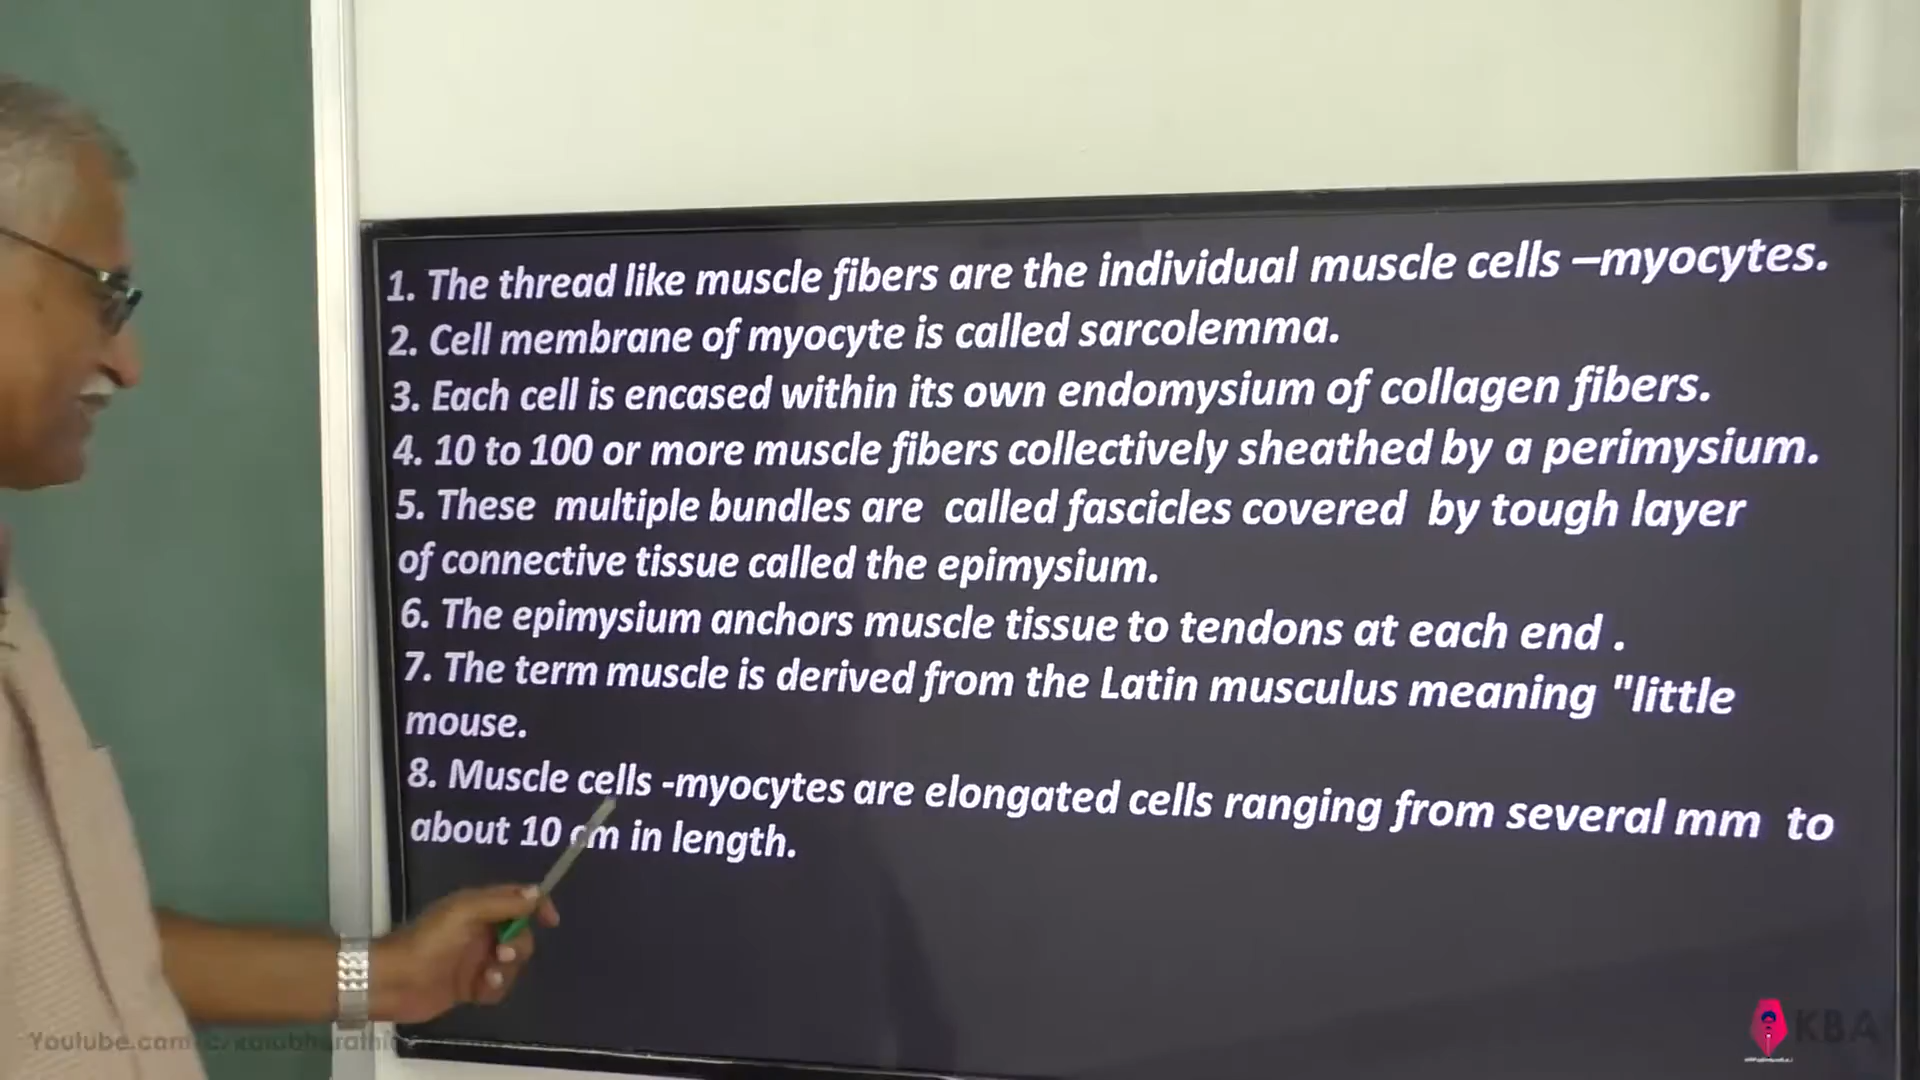 1. The thread like muscle fibers are the individual muscle cells –myocytes.
2. Cell membrane of myocyte is called sarcolemma.
3. Each cell is encased within its own endomysium of collagen fibers.
4. 10 to 100 or more muscle fibers collectively sheathed by a perimysium.
5. These multiple bundles are called fascicles covered by tough layer
of connective tissue called the epimysium.
6. The epimysium anchors muscle tissue to tendons at each end .
7. The term muscle is derived from the Latin musculus meaning "little
mouse.
8. Muscle cells -myocytes are elongated cells ranging from several mm to
about 10 cm in length.
KBA